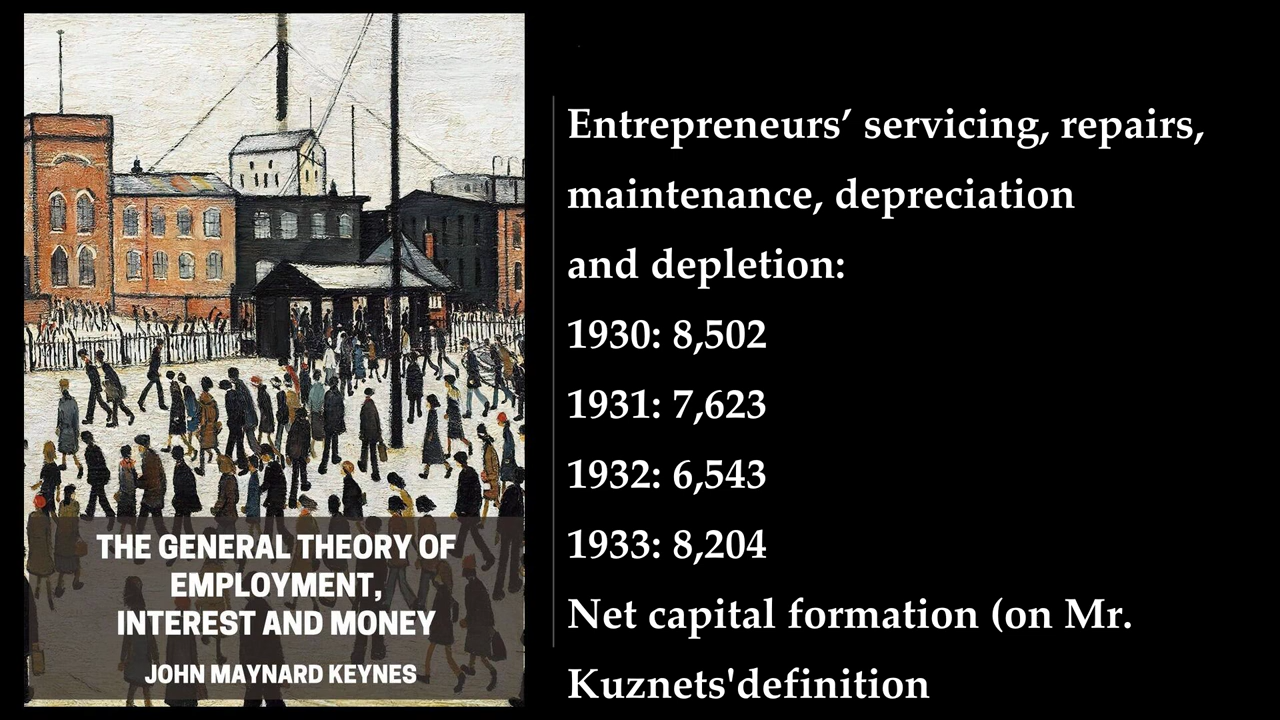 THE GENERAL THEORY OF
EMPLOYMENT,
INTEREST AND MONEY
JOHN MAYNARD KEYNES
Entrepreneurs’ servicing, repairs,
maintenance, depreciation
and depletion:
1930: 8,502
1931: 7,623
1932: 6,543
1933: 8,204
Net capital formation (on Mr.
Kuznets'definition